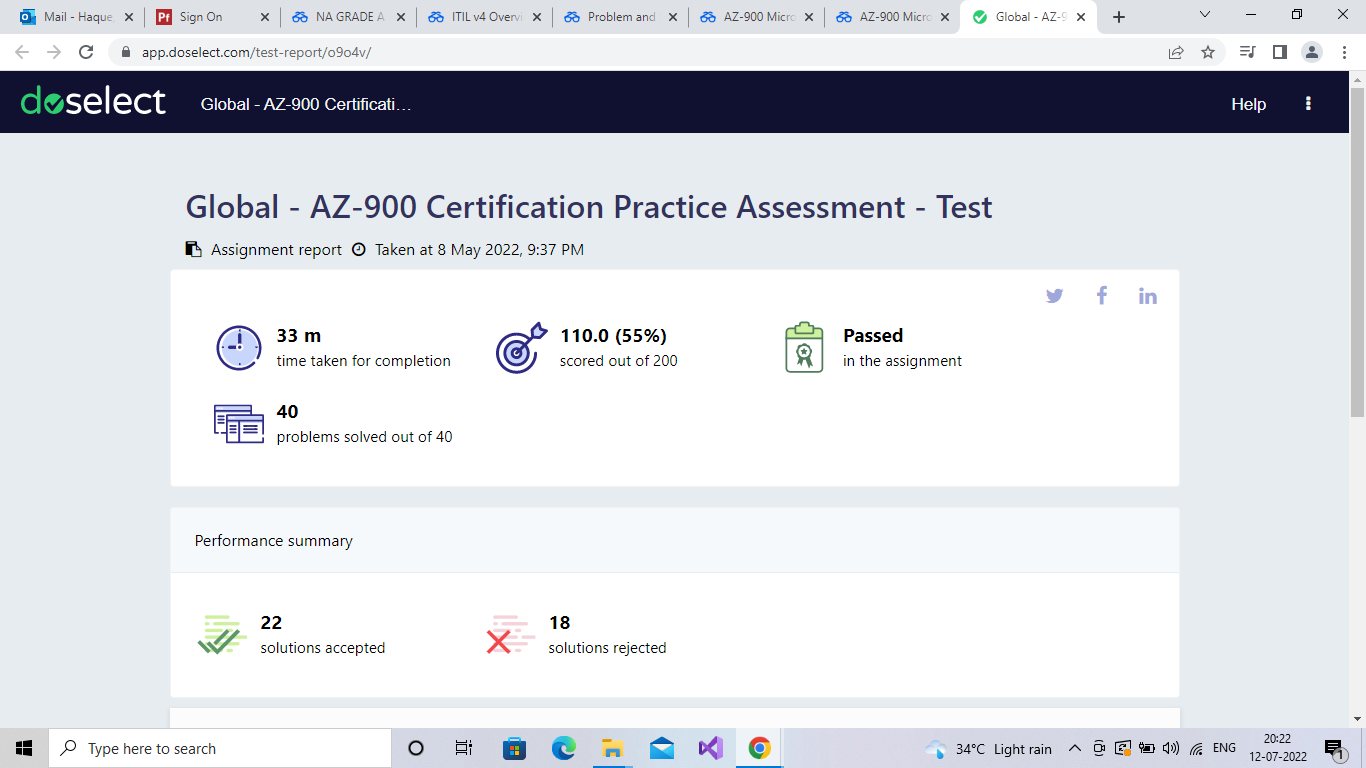 Mail - Haque,
Sign On
NA GRADE A
ITIL v4 Overvi
Problem and
AZ-900 Micro
AZ-900 Micro
Global - AZ-9
app.doselect.com/test-report/o9o4v/
doselect
Global - AZ-900 Certificati...
Help
Global - AZ-900 Certification Practice Assessment - Test
Assignment report
Taken at 8 May 2022, 9:37 PM
33 m
time taken for completion
110.0 (55%)
scored out of 200
Passed
in the assignment
40
problems solved out of 40
Performance summary
22
solutions accepted
18
solutions rejected
Type here to search
34°C Light rain
ENG
20:22
12-07-2022
1